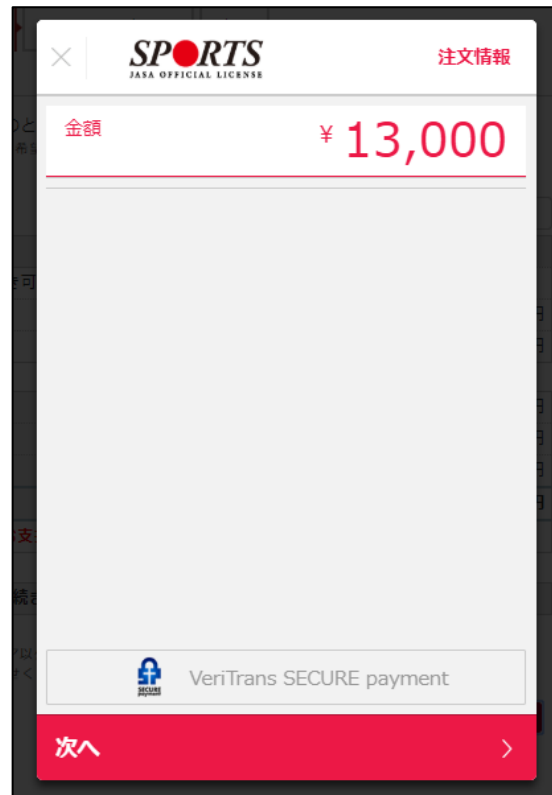 SPORTS
JASA OFFICIAL LICENSE
注文情報
金額
¥ 13,000
SECURE
payment
VeriTrans SECURE payment
次へ